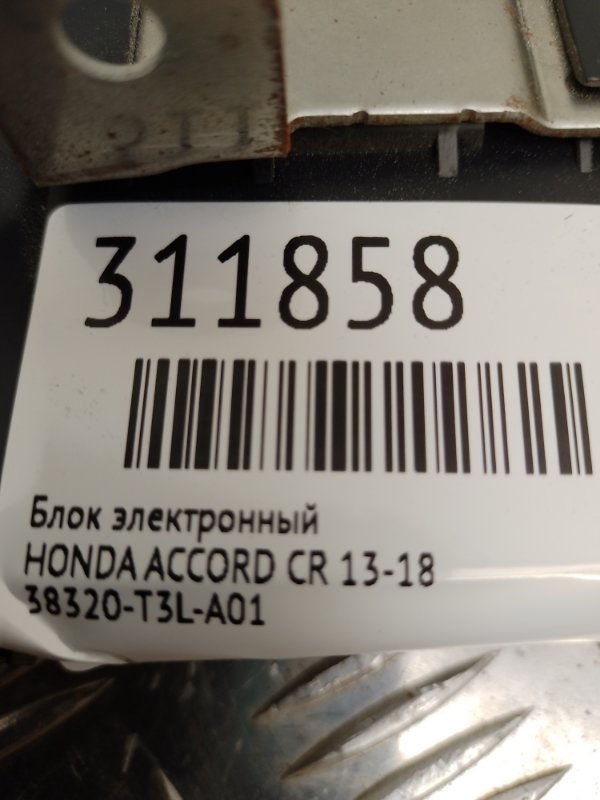 311858
Блок электронный
HONDA ACCORD CR 13-18
38320-T3L-A01